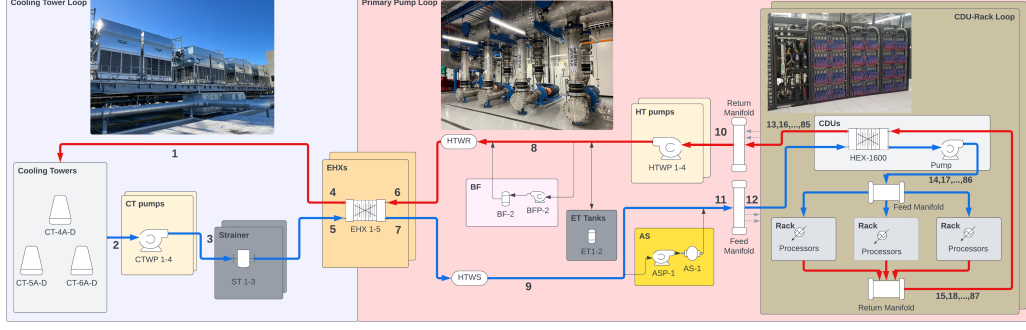 Cooling Tower Loop
Primary Pump Loop
CDU-Rack Loop
HT pumps
HTWP 1-4
10
Return
Manifold
13,16,...,85
CDUs
HEX-1600
Pump
14,17,...,86
1
HTWR
8
EHXs
4
6
EHX 1-5
5
7
Cooling Towers
CT-4A-D
CT-5A-D
CT-6A-D
2
CT pumps
CTWP 1-4
3
Strainer
ST 1-3
BF
BF-2
BFP-2
ET Tanks
ET1-2
11
12
Feed
Manifold
AS
ASP-1
AS-1
HTWS
9
Feed Manifold
Rack
Processors
Rack
Processors
Rack
Processors
Return Manifold
15,18,...,87